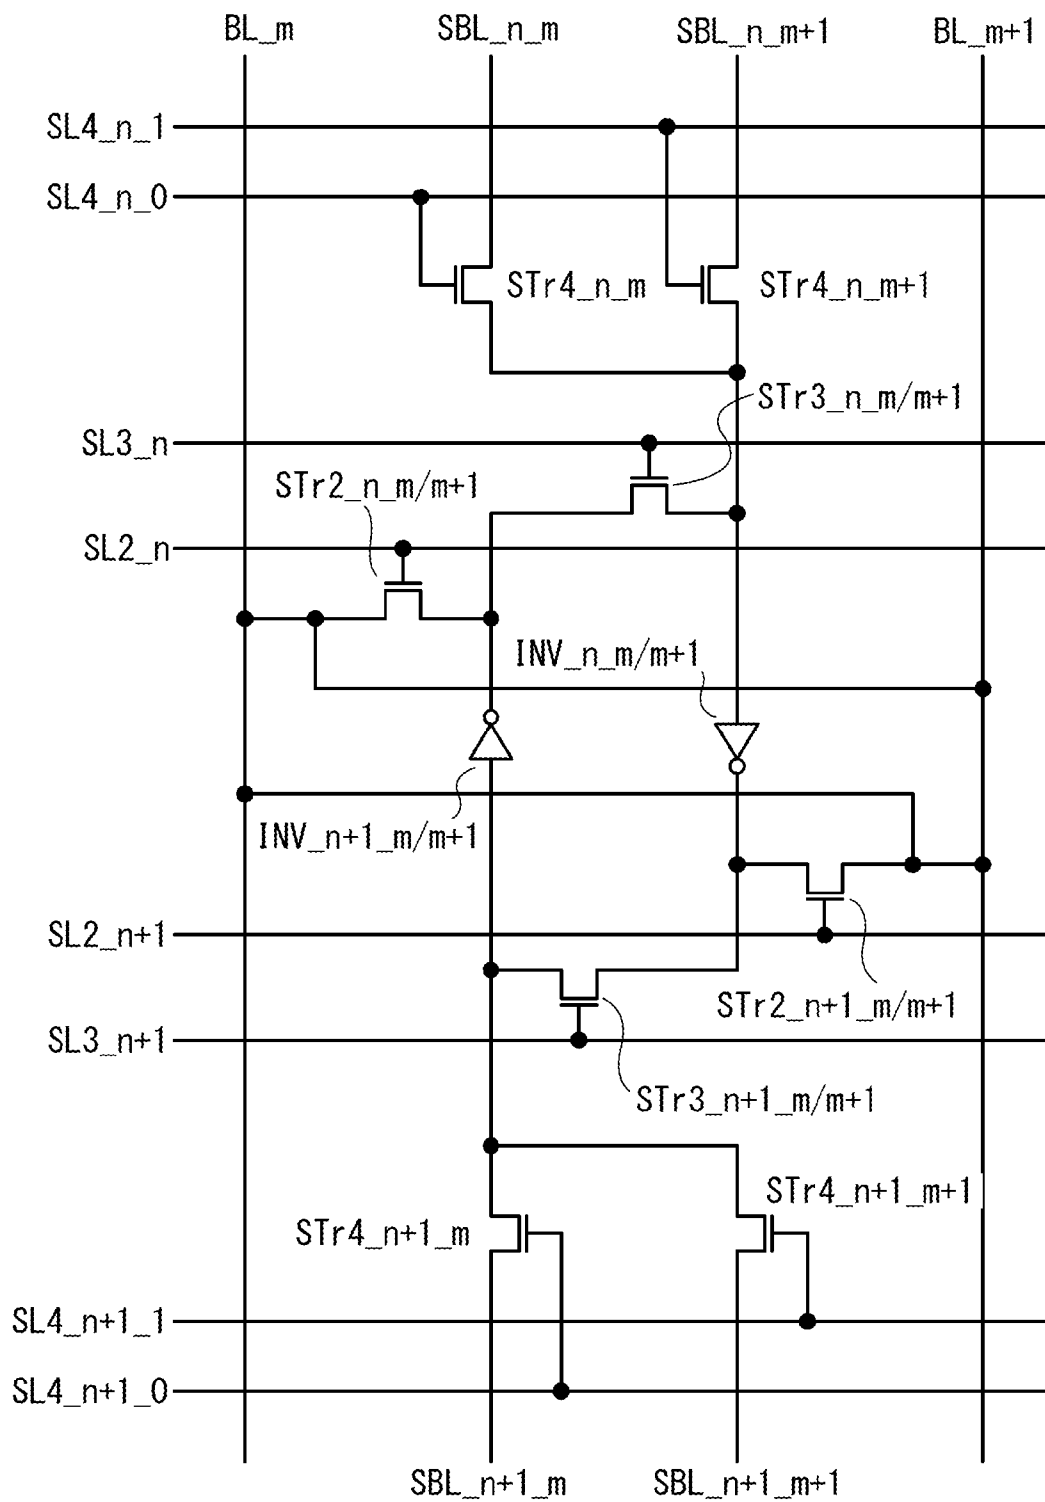 BL_m
SBL_n_m
SBL_n_m+1
BL_m+1
SL4_n_1
SL4_n_0
STr4_n_m
STr4_n_m+1
STr3_n_m/m+1
SL3_n
STr2_n_m/m+1
SL2_n
INV_n_m/m+1
INV_n+1_m/m+1
SL2_n+1
STr2_n+1_m/m+1
SL3_n+1
STr3_n+1_m/m+1
STr4_n+1_m+1
STr4_n+1_m
SL4_n+1_1
SL4_n+1_0
SBL_n+1_m
SBL_n+1_m+1